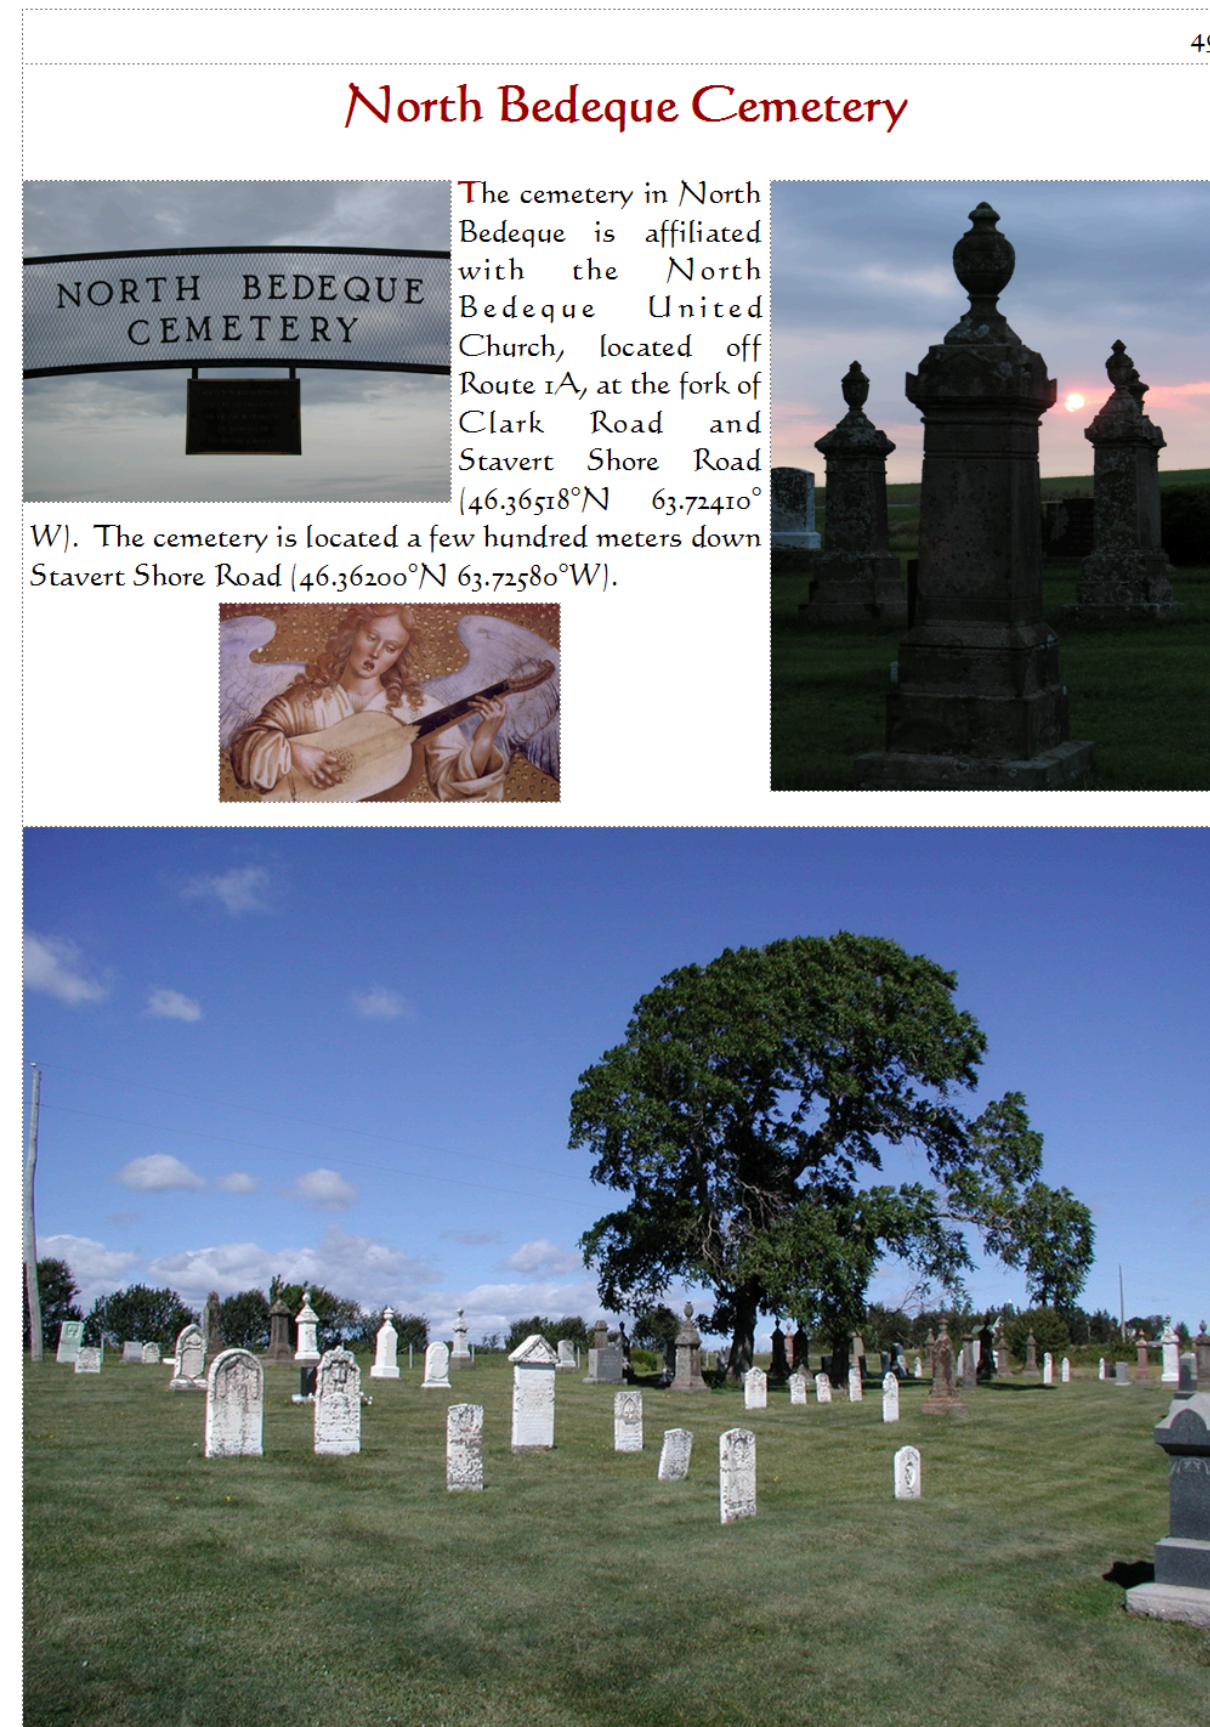 49
North Bedeque Cemetery
NORTH BEDEQUE
CEMETERY
The cemetery in North
Bedeque is affiliated
with the North
Bedeque United
Church, located off
Route 1A, at the fork of
Clark Road and
Stavert Shore Road
(46.36518°N 63.72410°
W). The cemetery is located a few hundred meters down
Stavert Shore Road (46.36200°N 63.72580°W).